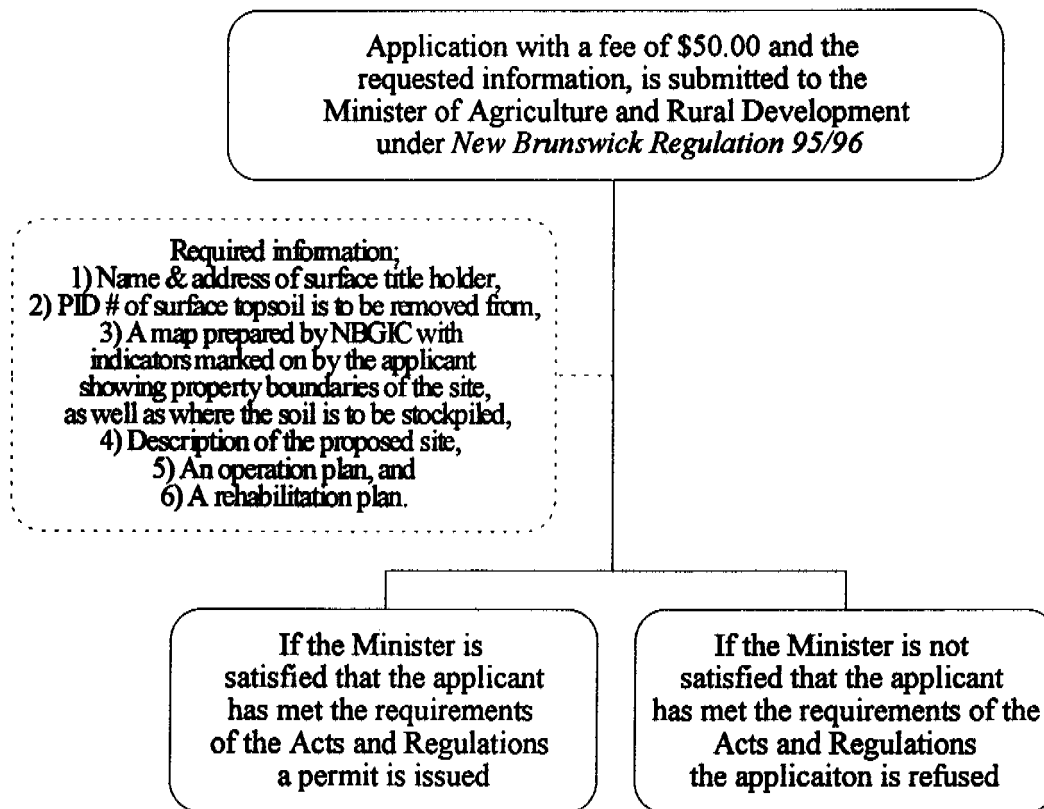 Application with a fee of $50.00 and the
requested information, is submitted to the
Minister of Agriculture and Rural Development
under New Brunswick Regulation 95/96
Required information;
1) Name & address of surface title holder,
2) PID # of surface topsoil is to be removed from,
3) A map prepared by NBGIC with
indicators marked on by the applicant
showing property boundaries of the site,
as well as where the soil is to be stockpiled,
4) Description of the proposed site,
5) An operation plan, and
6) A rehabilitation plan.
If the Minister is
satisfied that the applicant
has met the requirements
of the Acts and Regulations
a permit is issued
If the Minister is not
satisfied that the applicant
has met the requirements of the
Acts and Regulations
the applicaiton is refused